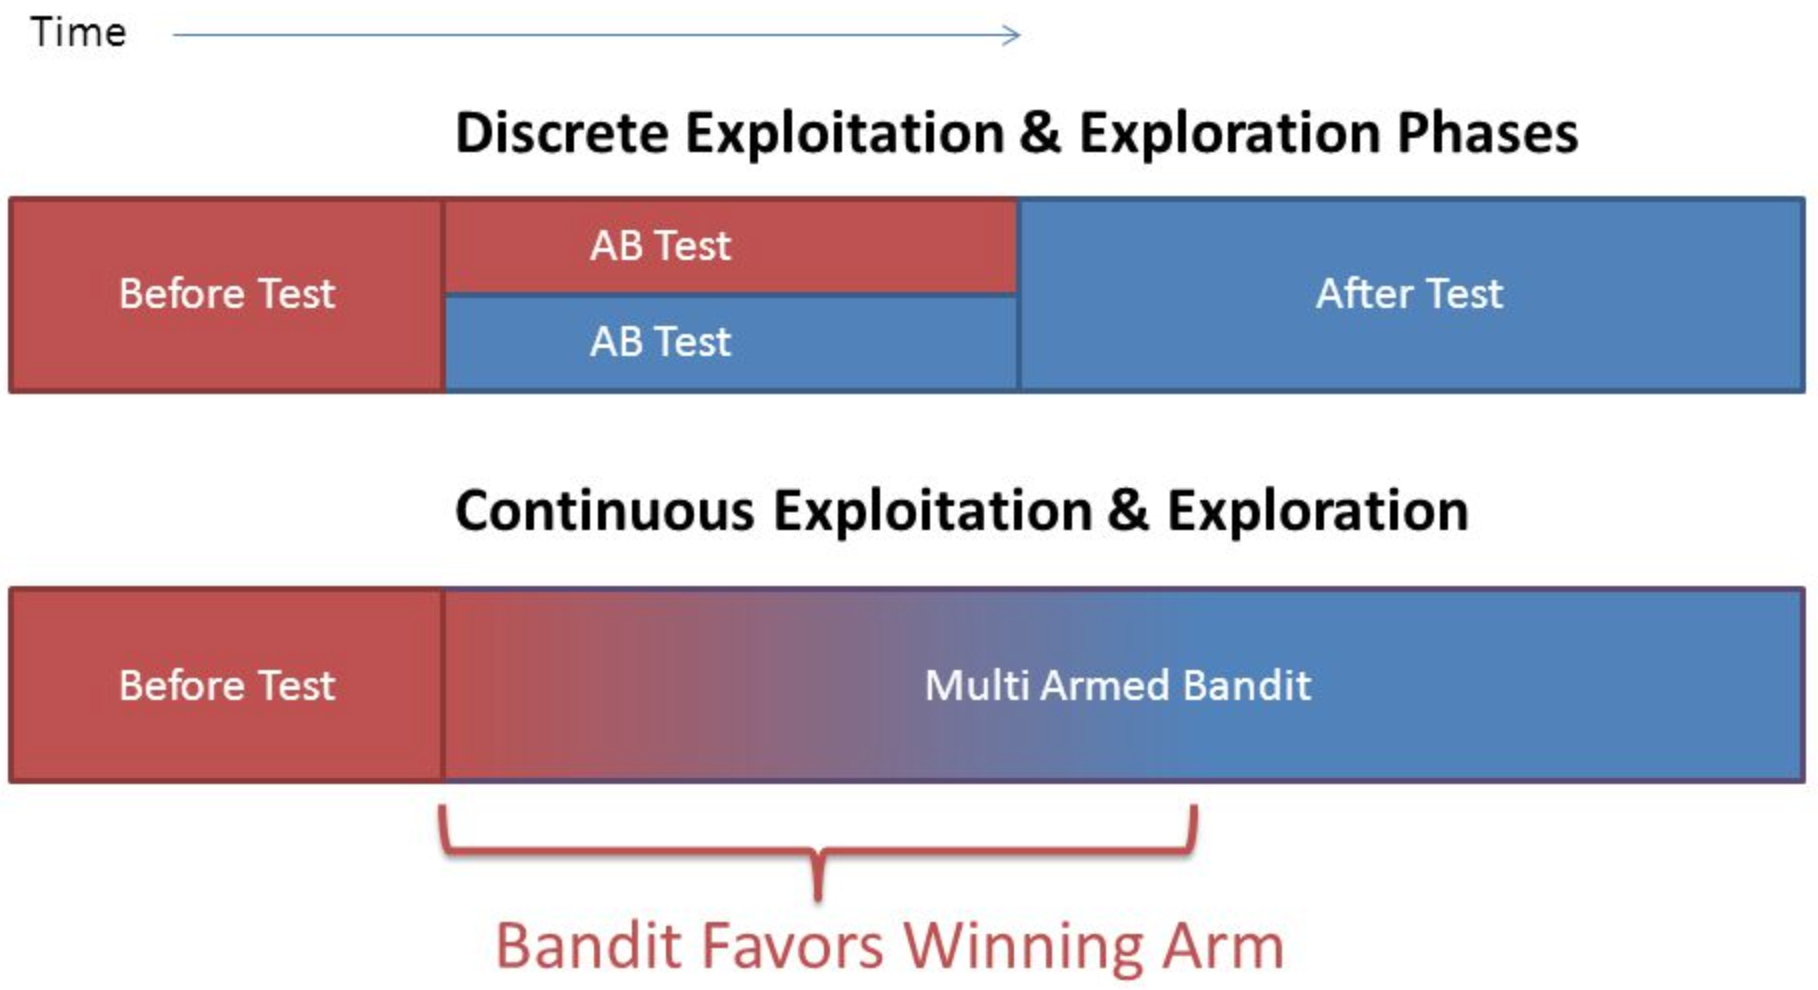 Time
Discrete Exploitation & Exploration Phases
Before Test
AB Test
AB Test
After Test
Continuous Exploitation & Exploration
Before Test
Multi Armed Bandit
Bandit Favors Winning Arm